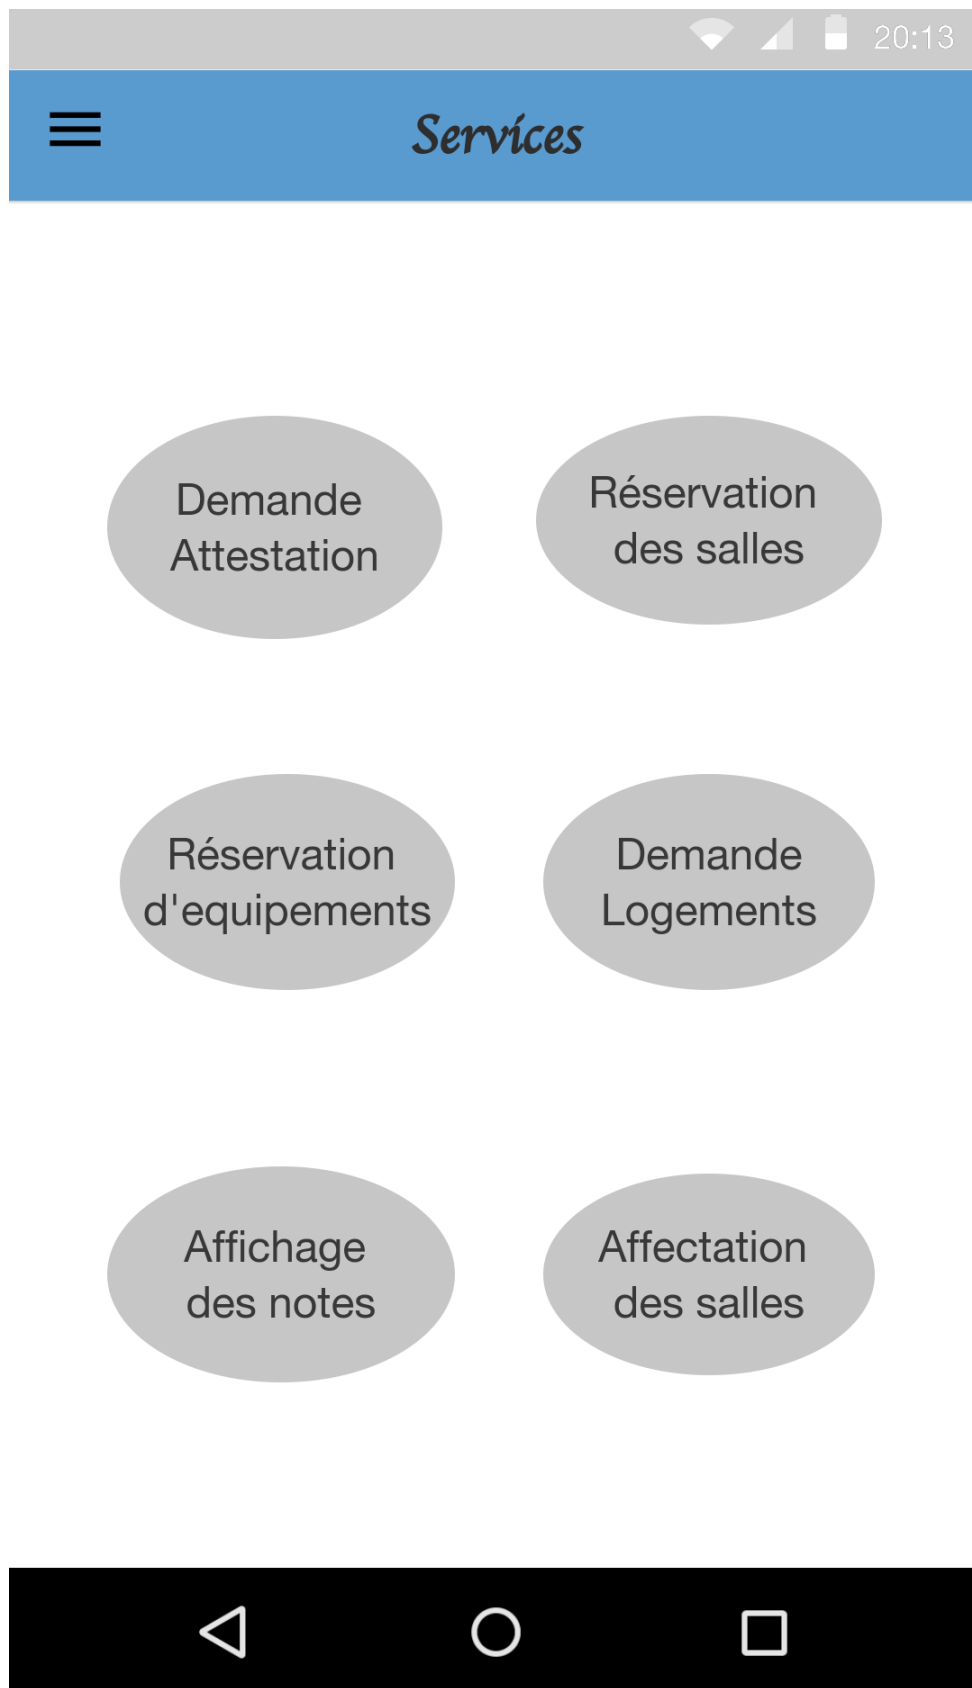 20:13
Services
Demande
Attestation
Réservation
des salles
Réservation
d'equipements
Demande
Logements
Affichage
des notes
Affectation
des salles